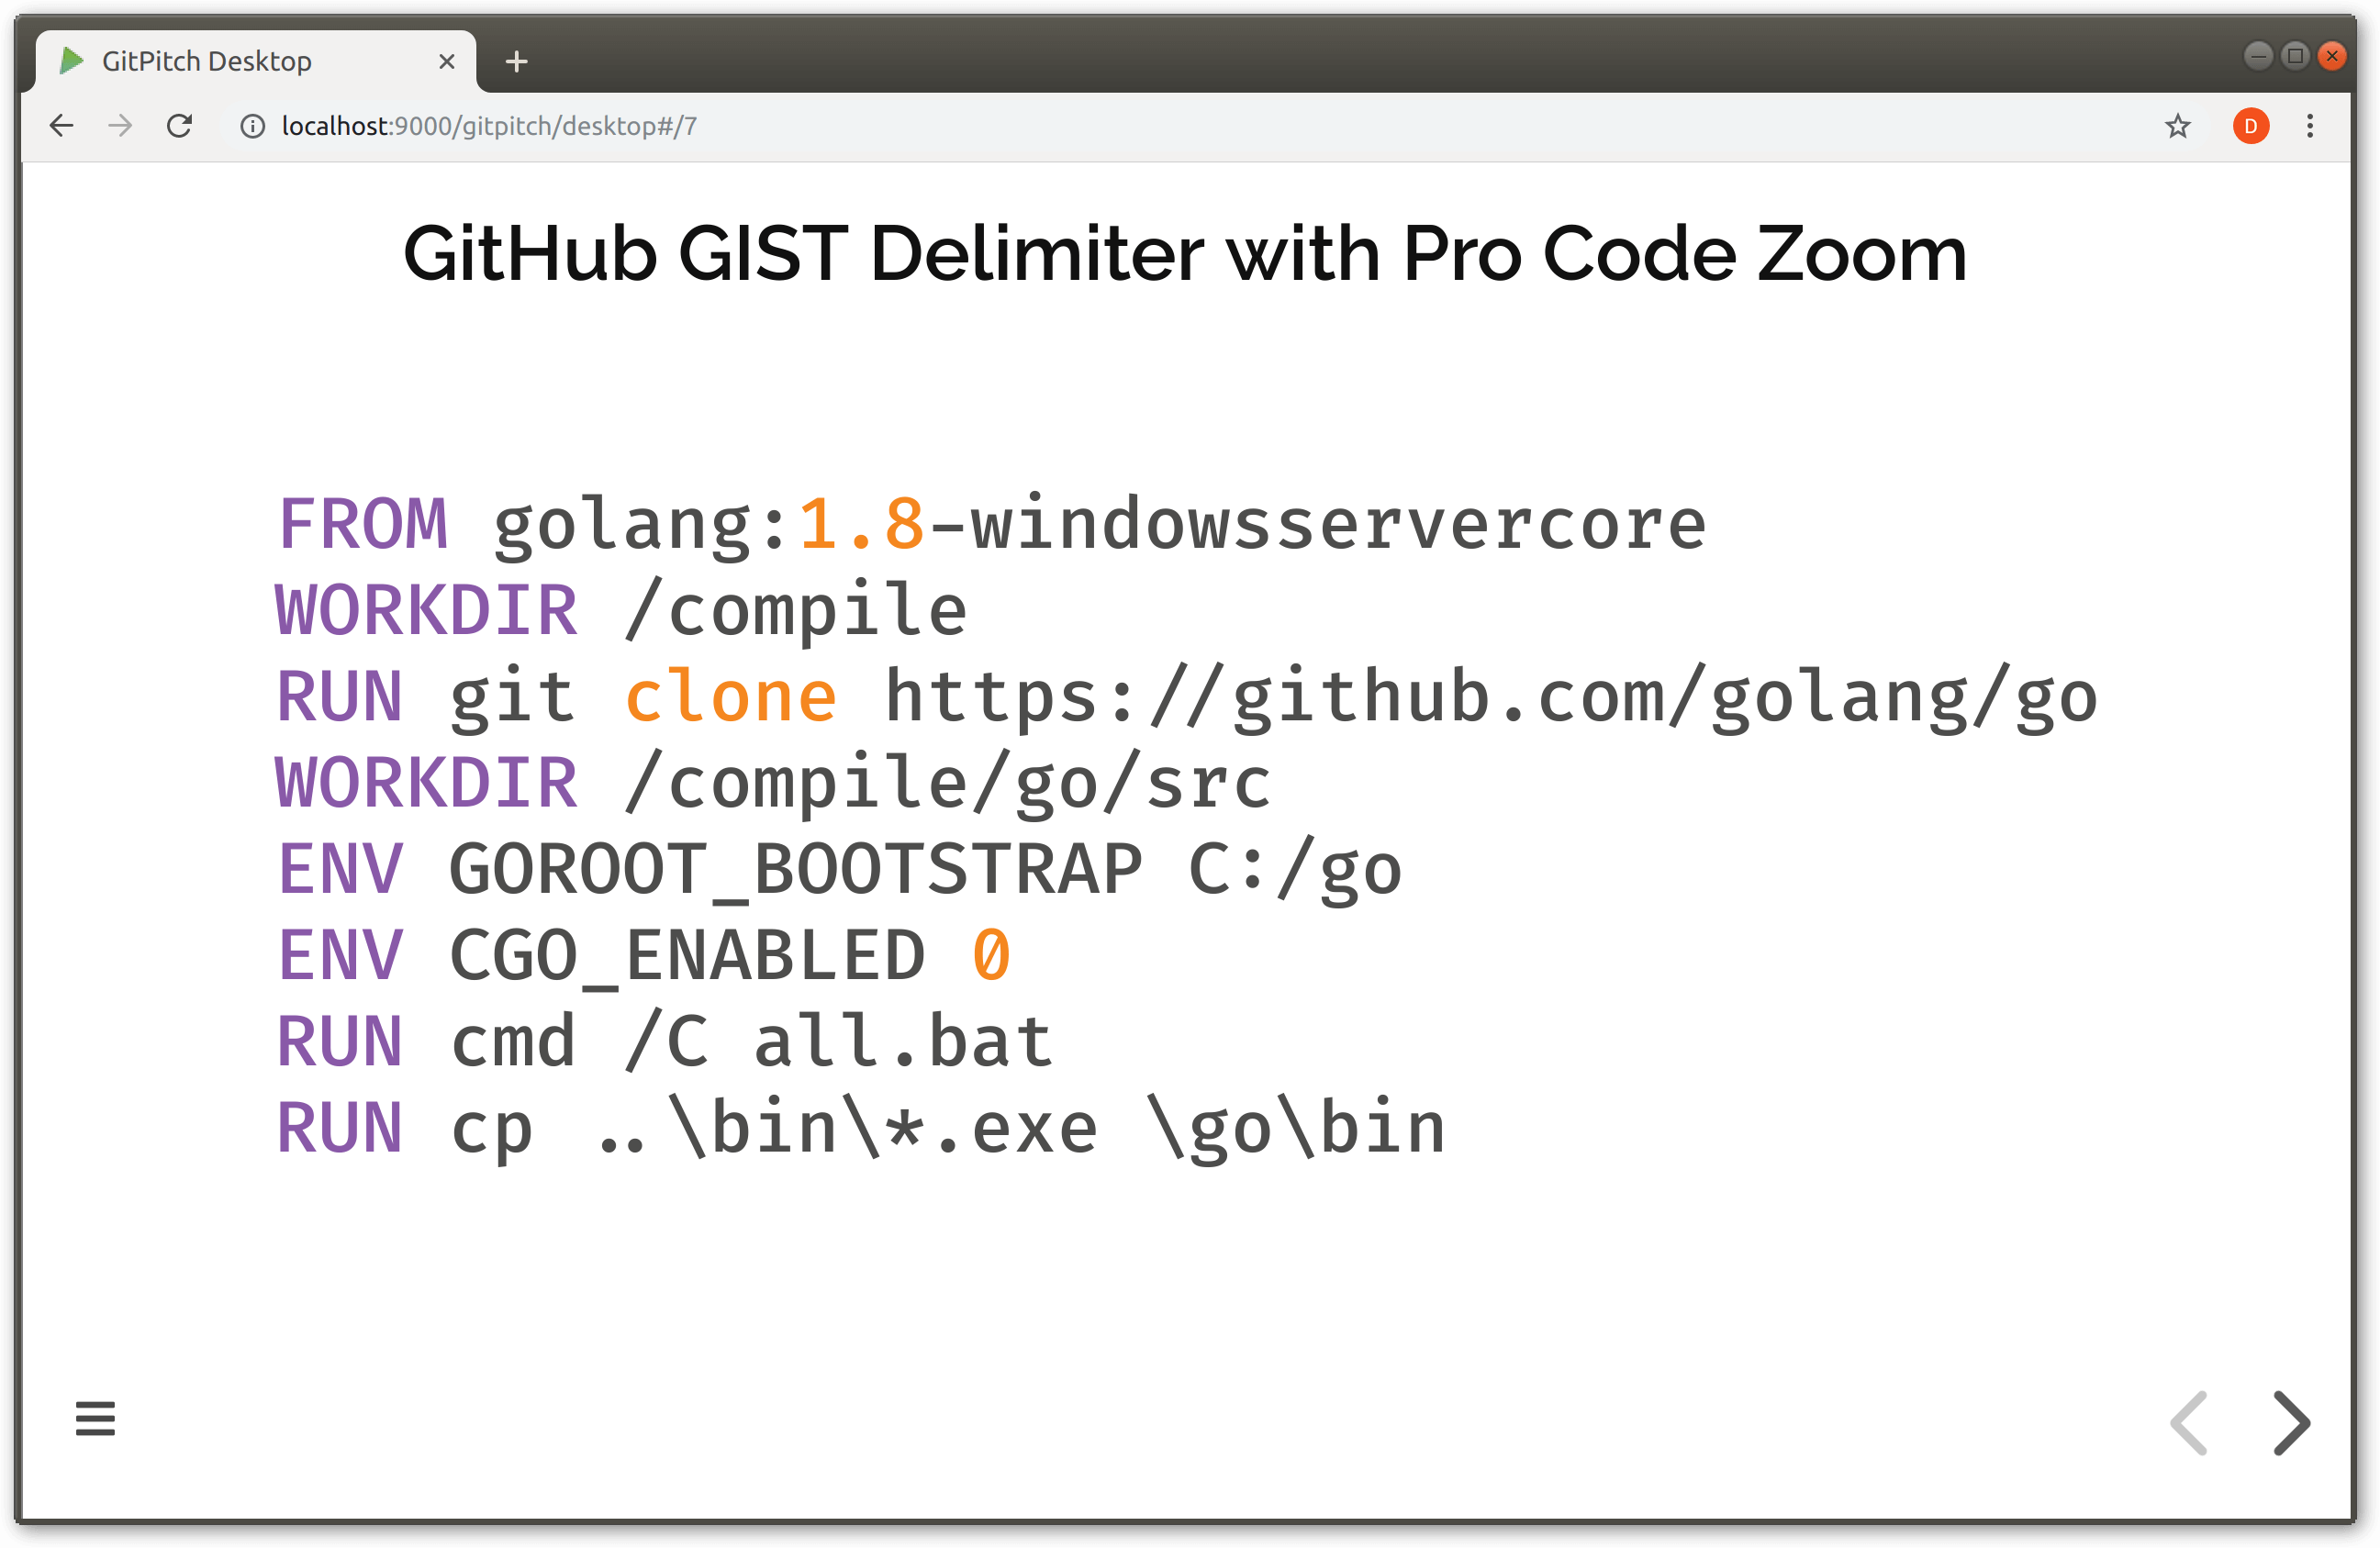 GitPitch Desktop
localhost:9000/gitpitch/desktop#/7
D
GitHub GIST Delimiter with Pro Code Zoom
FROM golang:1.8-windowsservercore
WORKDIR /compile
RUN git clone https://github.com/golang/go
WORKDIR /compile/go/src
ENV GOROOT_BOOTSTRAP C:/go
ENV CGO_ENABLED 0
RUN cmd /C all.bat
RUN cp ..\bin\*.exe \go\bin